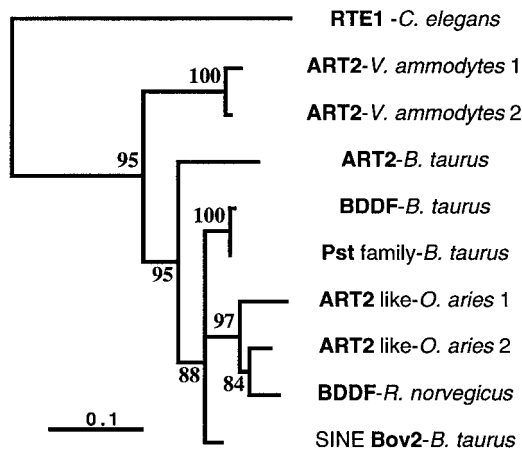 RTE1 -C. elegans
100 ART2-V. ammodytes 1
ART2-V. ammodytes 2
95
ART2-B. taurus
100 BDDF-B. taurus
Pst family-B. taurus
95
ART2 like-O. aries 1
97
ART2 like-O. aries 2
88 84 BDDF-R. norvegicus
0.1
SINE Bov2-B. taurus